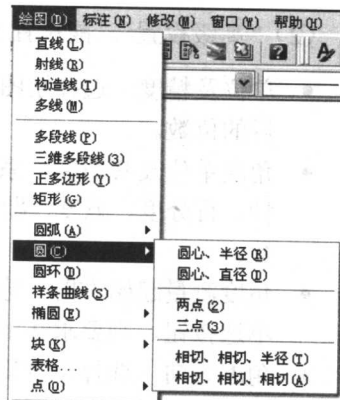 绘图(D) 标注(N) 修改(M) 窗口(W) 帮助(H)
直线(L)
射线(R)
构造线(T)
多线(M)
多段线(P)
三维多段线(3)
正多边形(Y)
矩形(G)
圆弧(A)
圆(C)
圆心、半径(R)
圆心、直径(D)
圆环(D)
样条曲线(S)
两点(2)
椭圆(E)
三点(3)
块(K)
相切、相切、半径(T)
表格...
相切、相切、相切(A)
点(O)